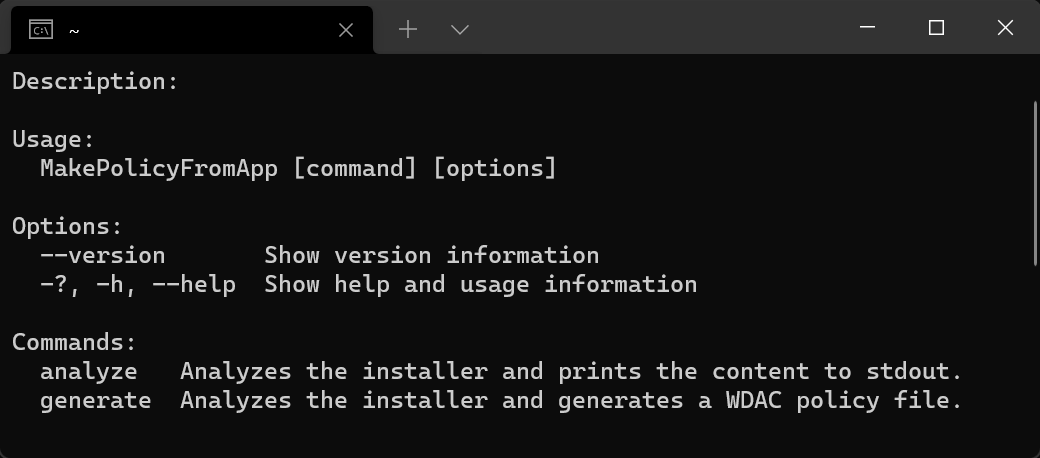 C:\ ~
Description:
Usage:
MakePolicyFromApp [command] [options]
Options:
--version Show version information
-?, -h, --help Show help and usage information
Commands:
analyze Analyzes the installer and prints the content to stdout.
generate Analyzes the installer and generates a WDAC policy file.